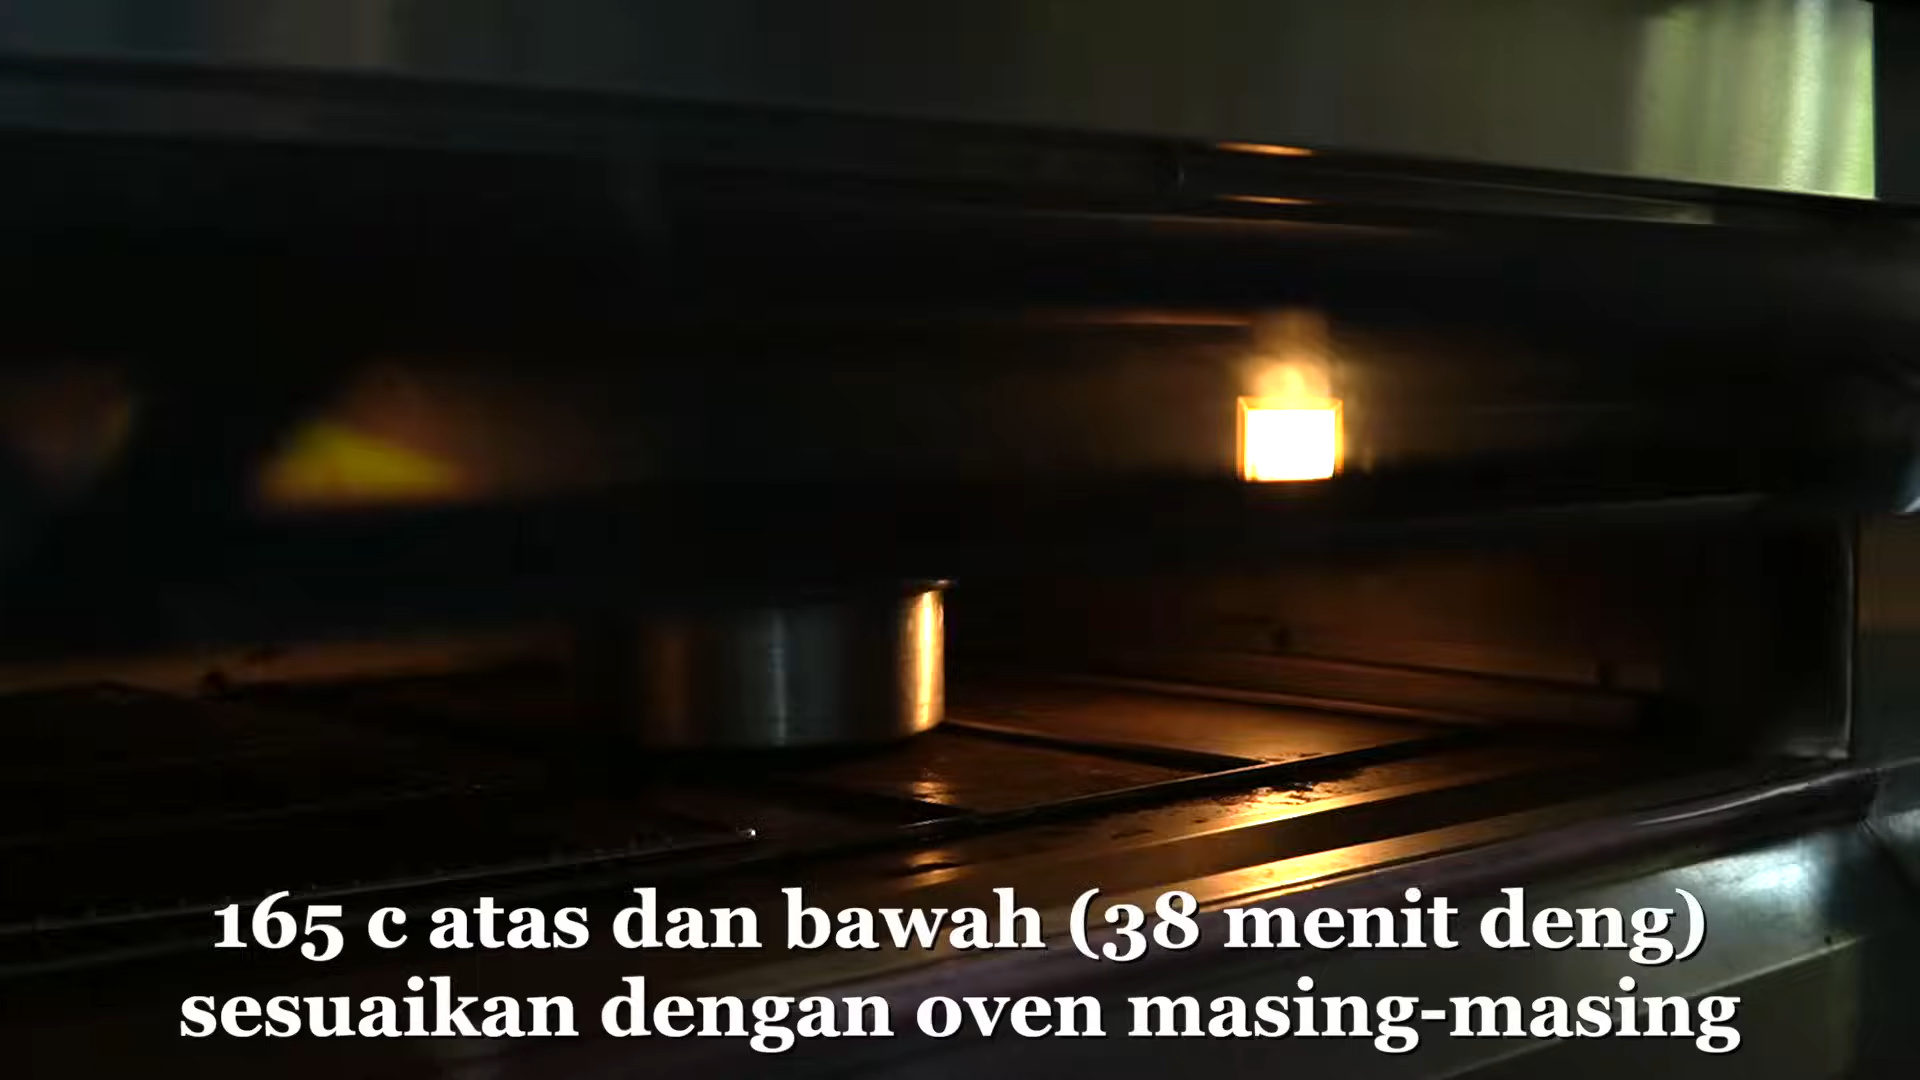 165 c atas dan bawah (38 menit deng)
sesuaikan dengan oven masing-masing